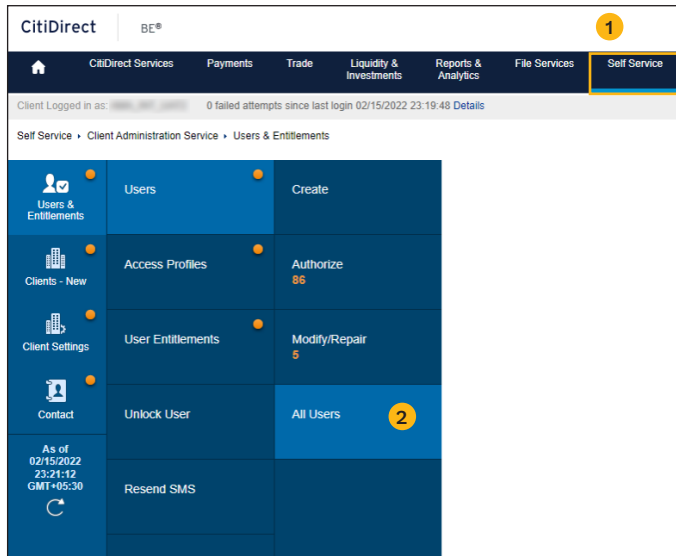 CitiDirect BE®
1
CitiDirect Services Payments Trade Liquidity & Investments Reports & Analytics File Services Self Service
Client Logged in as: 0 failed attempts since last login 02/15/2022 23:19:48 Details
Self Service ▸ Client Administration Service ▸ Users & Entitlements
Users &
Entitlements
Users
Create
Clients - New
Access Profiles
Authorize
86
Client Settings
User Entitlements
Modify/Repair
5
Contact
Unlock User
All Users
2
As of
02/15/2022
23:21:12
GMT+05:30
Resend SMS